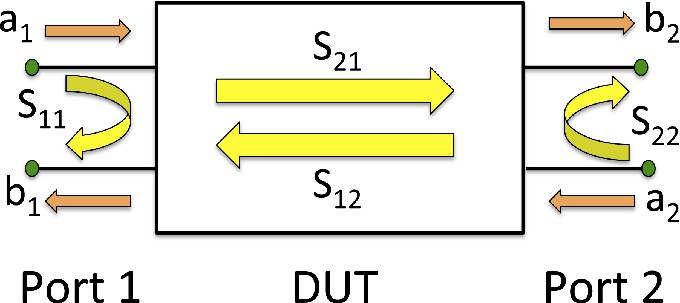 a₁
b₂
S₂₁
S₁₁
S₂₂
S₁₂
b₁
a₂
Port 1 DUT Port 2